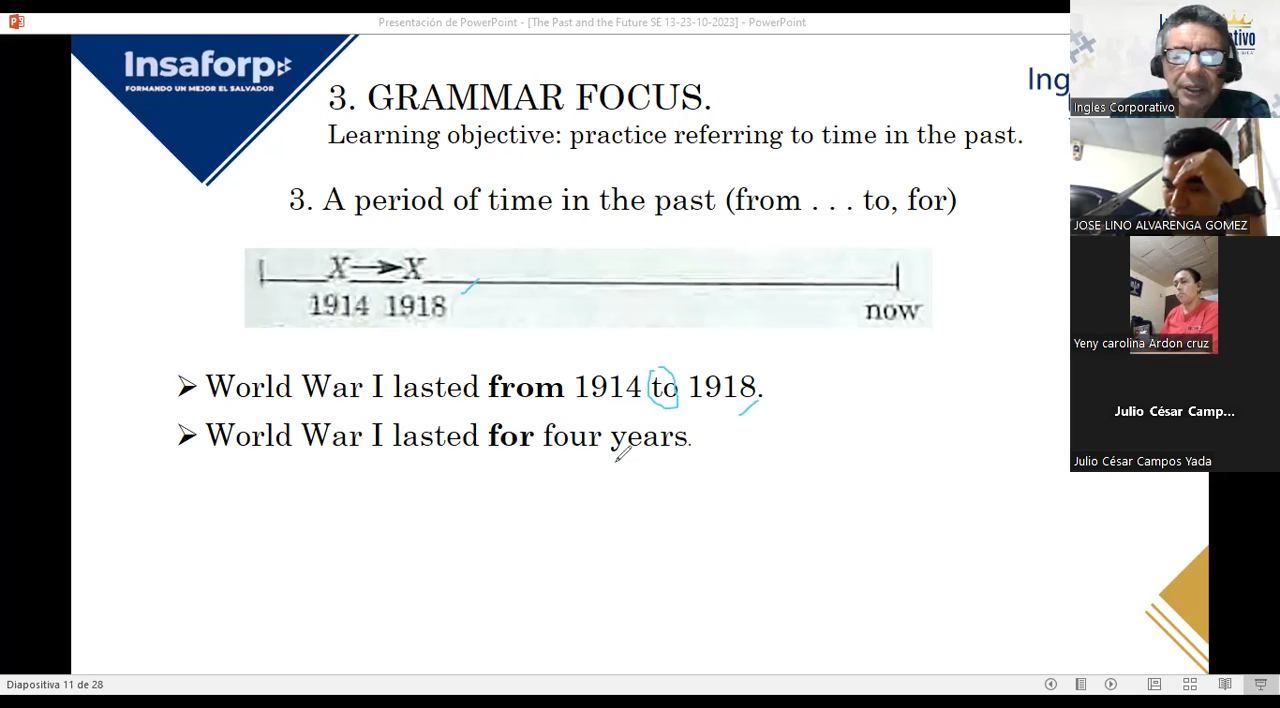 Presentación de PowerPoint - [The Past and the Future SE 13-23-10-2023] - PowerPoint
Insaforp
FORMANDO UN MEJOR EL SALVADOR
Ing
3. GRAMMAR FOCUS.
Learning objective: practice referring to time in the past.
3. A period of time in the past (from . . . to, for)
X X
1914 1918
now
➢ World War I lasted from 1914 to 1918.
➢ World War I lasted for four years.
Ingles Corporativo
JOSE LINO ALVARENGA GOMEZ
Yeny carolina Ardon cruz
Julio César Camp...
Julio César Campos Yada
Diapositiva 11 de 28